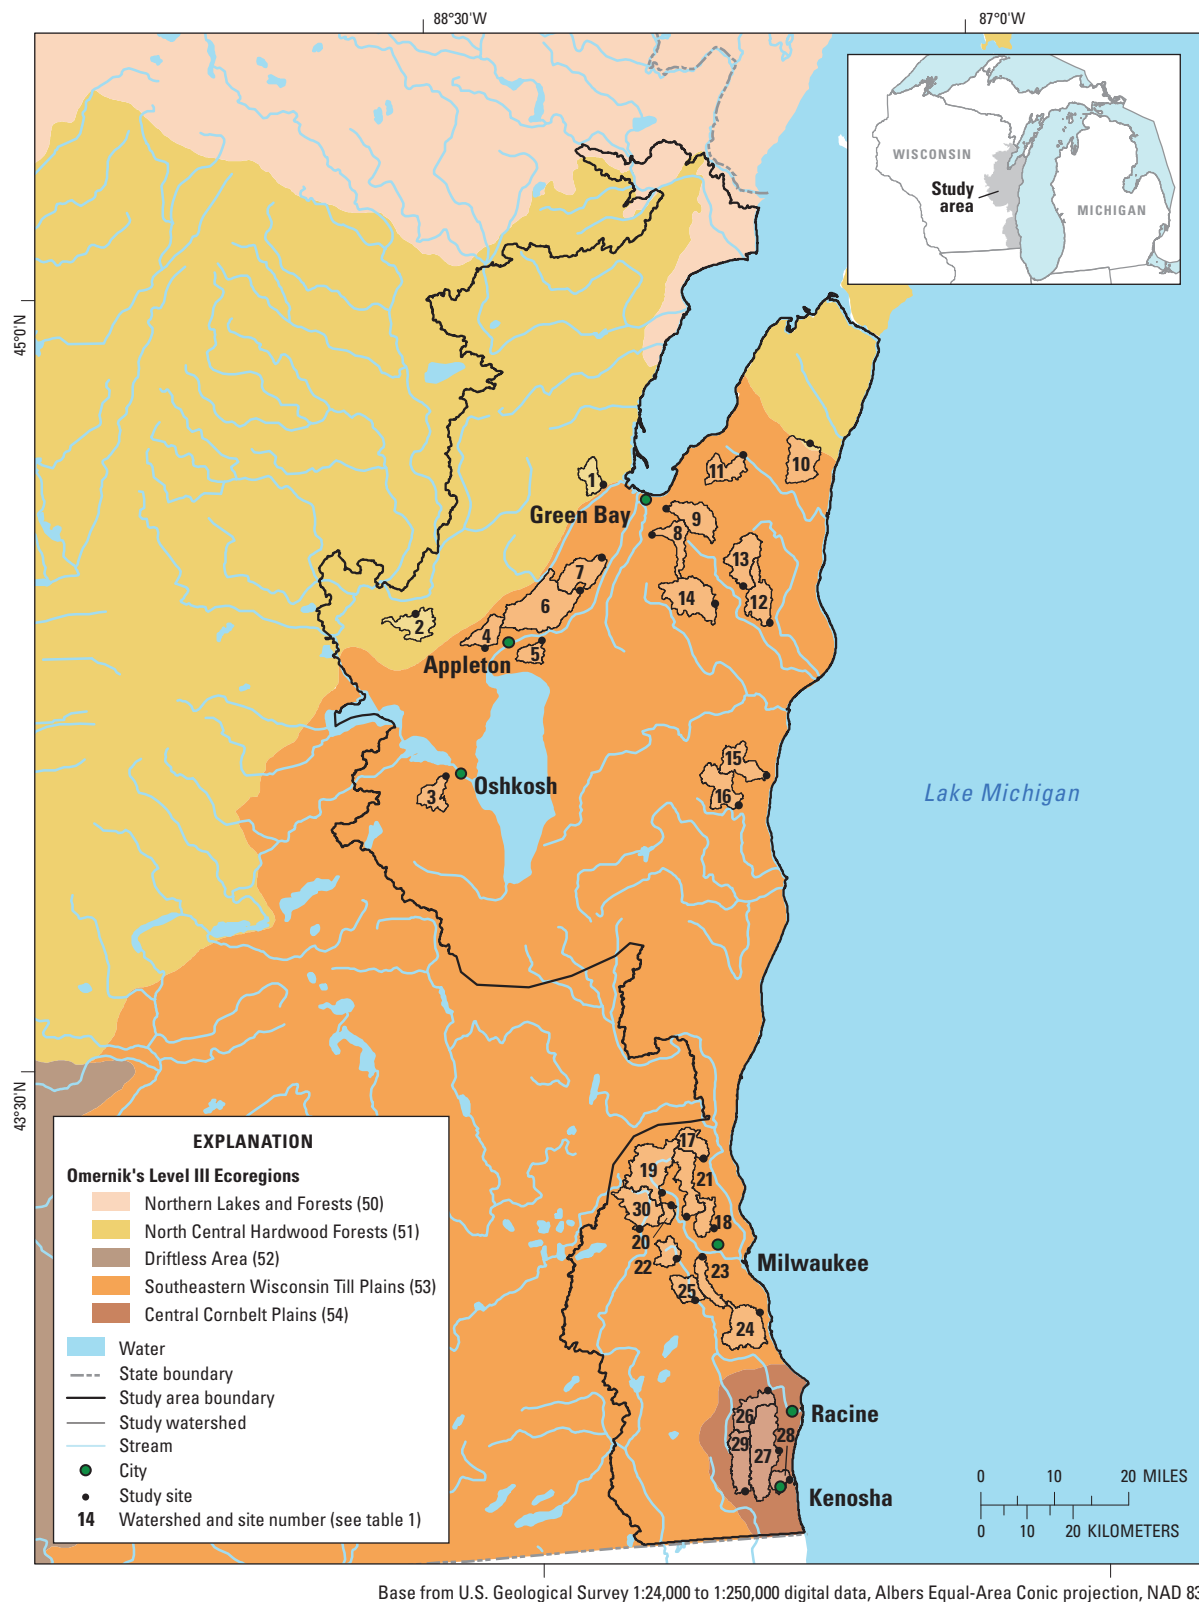 88°30'W
87°0'W
WISCONSIN
Study
area
MICHIGAN
45°0'N
1
11
10
Green Bay
9
8
7
13
6
14
12
2
4
5
Appleton
15
Oshkosh
3
16
Lake Michigan
43°30'N
17
19
21
30
18
20
22
23
Milwaukee
25
24
26
Racine
28
29
27
Kenosha
EXPLANATION
Omernik's Level III Ecoregions
Northern Lakes and Forests (50)
North Central Hardwood Forests (51)
Driftless Area (52)
Southeastern Wisconsin Till Plains (53)
Central Cornbelt Plains (54)
Water
State boundary
Study area boundary
Study watershed
Stream
City
Study site
14 Watershed and site number (see table 1)
0 10 20 MILES
0 10 20 KILOMETERS
Base from U.S. Geological Survey 1:24,000 to 1:250,000 digital data, Albers Equal-Area Conic projection, NAD 83